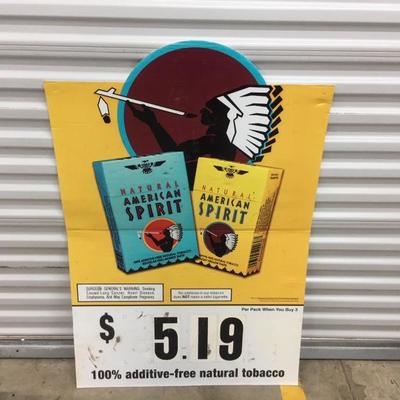 NATURAL
AMERICAN
SPIRIT
NATURAL
AMERICAN
SPIRIT
SURGEON GENERAL'S WARNING: Smoking
Causes Lung Cancer, Heart Disease,
Emphysema, And May Complicate Pregnancy.
No additives in our tobacco
does NOT mean a safer cigarette.
Per Pack When You Buy 3
$ 5.19
100% additive-free natural tobacco